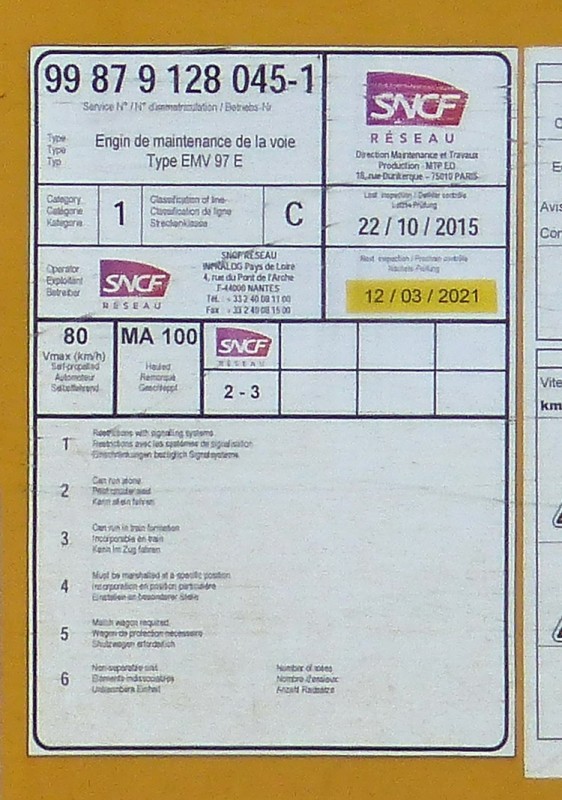 99 87 9 128 045-1
Service N° / N° d'immatriculation / Betriebs-Nr
Type
Type
Typ
Engin de maintenance de la voie
Type EMV 97 E
SNCF
RÉSEAU
Direction Maintenance et Travaux
Production - MTP ED
18, rue Dunkerque - 75010 PARIS
Category
Catégorie
Kategorie
1
Classification of line
Classification de ligne
Streckenklasse
C
Last inspection / Dernier contrôle
Letzte Prüfung
22 / 10 / 2015
Operator
Exploitant
Betreiber
SNCF
RÉSEAU
SNCF RÉSEAU
INFRALOG Pays de Loire
4, rue du Pont de l'Arche
F-44000 NANTES
Tél. : + 33 2 40 08 11 00
Fax : + 33 2 40 08 15 00
Next inspection / Prochain contrôle
Nächste Prüfung
12 / 03 / 2021
80
Vmax (km/h)
Self-propelled
Automoteur
Selbstfahrend
MA 100
Hauled
Remorqué
Geschleppt
SNCF
RÉSEAU
2 - 3
1
Restrictions with signalling systems
Restrictions avec les systèmes de signalisation
Einschränkungen bezüglich Signalsysteme
2
Can run alone
Kann allein fahren
3
Can run in train formation
Incorporable en train
Kann im Zug fahren
4
Must be marshalled at a specific position
Incorporation en position particulière
Einstellen an besonderer Stelle
5
Match wagon required
Wagon de protection nécessaire
Schutzwagen erforderlich
6
Non-separable unit
Eléments indissociables
Untrennbare Einheit
Number of axles
Nombre d'essieux
Anzahl Radsätze
Avis
Con
Vite
km